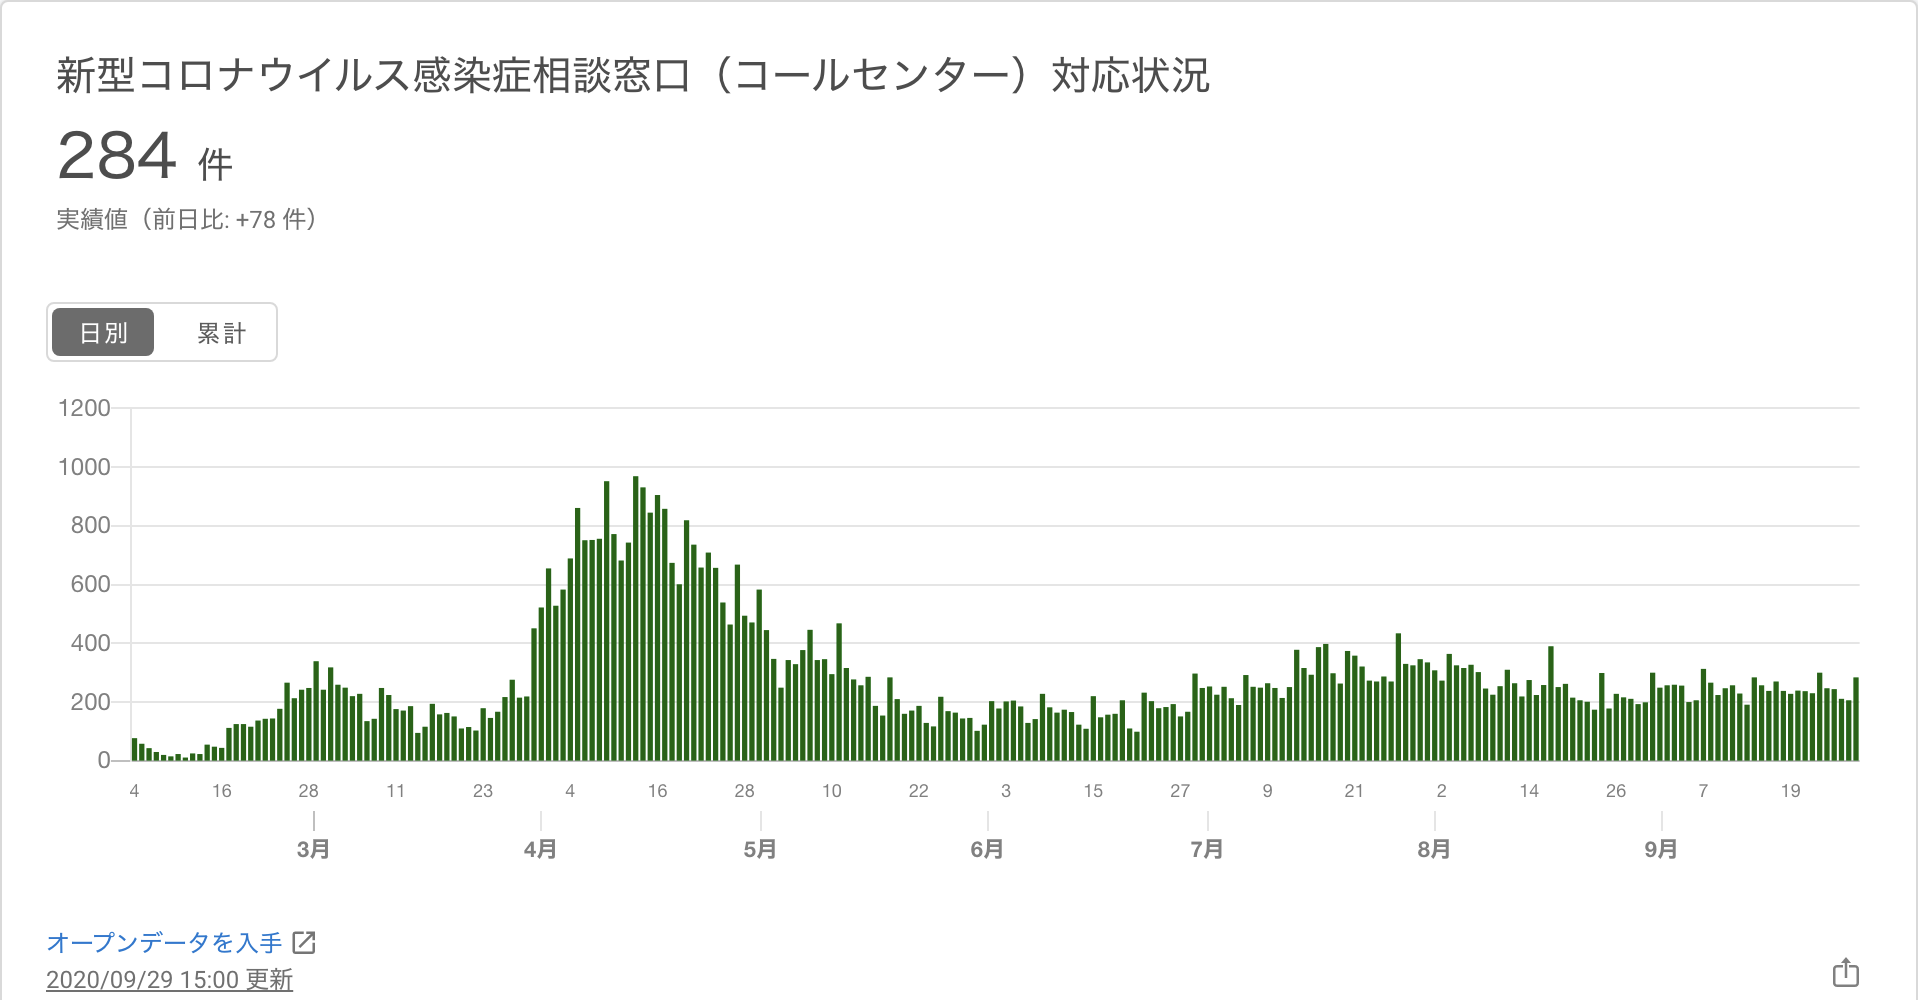 新型コロナウイルス感染症相談窓口（コールセンター）対応状況
284 件
実績値（前日比: +78 件）
日別 累計
1200
1000
800
600
400
200
0
4 16 28 11 23 4 16 28 10 22 3 15 27 9 21 2 14 26 7 19
3月 4月 5月 6月 7月 8月 9月
オープンデータを入手
2020/09/29 15:00 更新